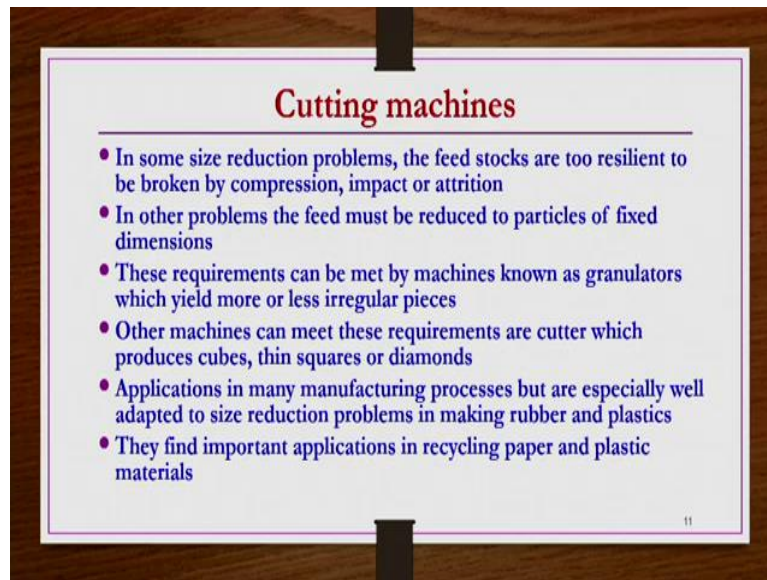 Cutting machines
• In some size reduction problems, the feed stocks are too resilient to
be broken by compression, impact or attrition
• In other problems the feed must be reduced to particles of fixed
dimensions
• These requirements can be met by machines known as granulators
which yield more or less irregular pieces
• Other machines can meet these requirements are cutter which
produces cubes, thin squares or diamonds
• Applications in many manufacturing processes but are especially well
adapted to size reduction problems in making rubber and plastics
• They find important applications in recycling paper and plastic
materials
11